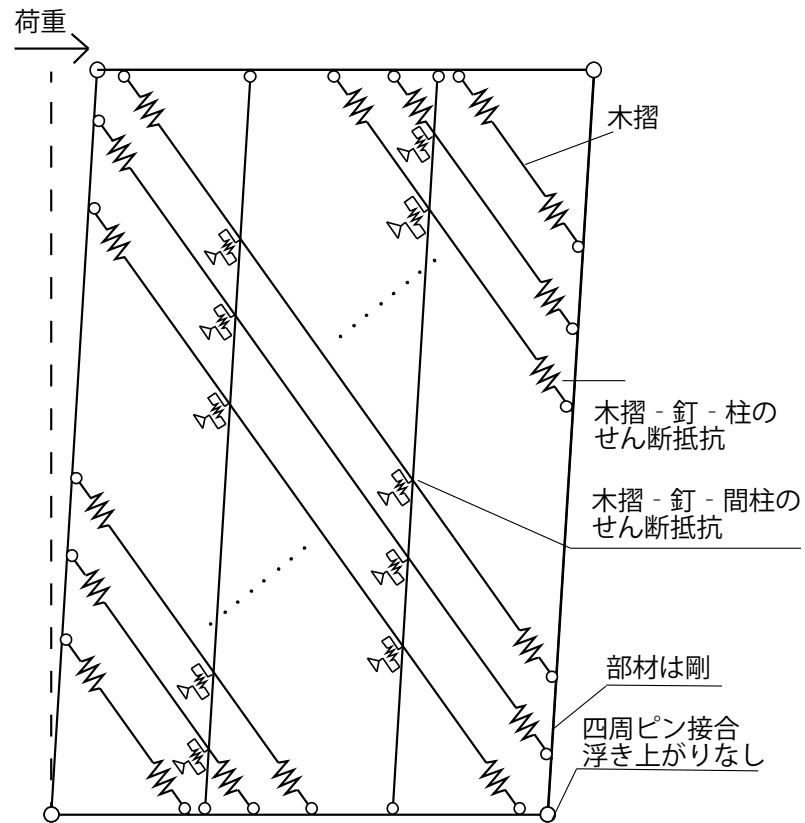 荷重
木摺
木摺‐釘‐柱の
せん断抵抗
木摺‐釘‐間柱の
せん断抵抗
部材は剛
四周ピン接合
浮き上がりなし